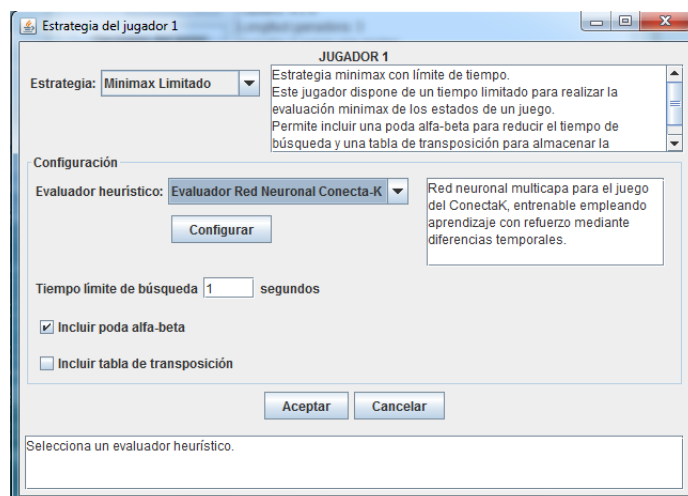 Estrategia del jugador 1
JUGADOR 1
Estrategia: Minimax Limitado
Estrategia minimax con límite de tiempo.
Este jugador dispone de un tiempo limitado para realizar la
evaluación minimax de los estados de un juego.
Permite incluir una poda alfa-beta para reducir el tiempo de
búsqueda y una tabla de transposición para almacenar la
Configuración
Evaluador heurístico: Evaluador Red Neuronal Conecta-K
Red neuronal multicapa para el juego
del ConectaK, entrenable empleando
aprendizaje con refuerzo mediante
diferencias temporales.
Configurar
Tiempo límite de búsqueda 1 segundos
Incluir poda alfa-beta
Incluir tabla de transposición
Aceptar Cancelar
Selecciona un evaluador heurístico.